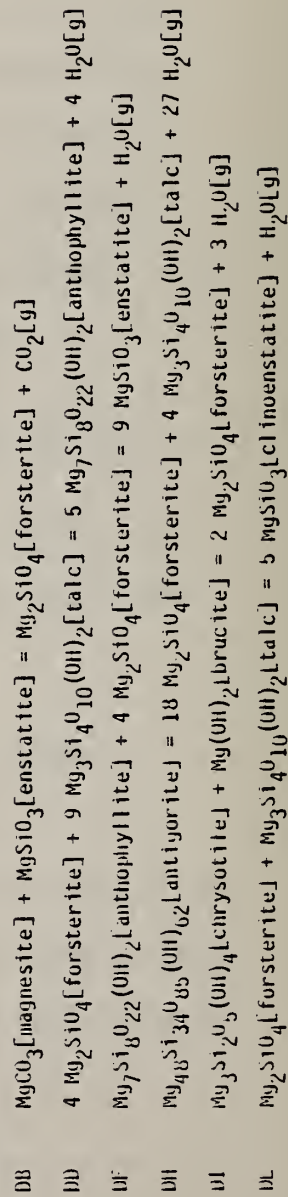 DB MgCO₃[magnesite] + MgSiO₃[enstatite] = Mg₂SiO₄[forsterite] + CO₂[g]
DD 4 Mg₂SiO₄[forsterite] + 9 Mg₃Si₄O₁₀(OH)₂[talc] = 5 Mg₇Si₈O₂₂(OH)₂[anthophyllite] + 4 H₂O[g]
DF Mg₇Si₈O₂₂(OH)₂[anthophyllite] + 4 Mg₂SiO₄[forsterite] = 9 MgSiO₃[enstatite] + H₂O[g]
DH Mg₄₈Si₃₄O₈₅(OH)₆₂[antigorite] = 18 Mg₂SiO₄[forsterite] + 4 Mg₃Si₄O₁₀(OH)₂[talc] + 27 H₂O[g]
DI Mg₃Si₂O₅(OH)₄[chrysotile] + Mg(OH)₂[brucite] = 2 Mg₂SiO₄[forsterite] + 3 H₂O[g]
DL Mg₂SiO₄[forsterite] + Mg₃Si₄O₁₀(OH)₂[talc] = 5 MgSiO₃[clinoenstatite] + H₂O[g]